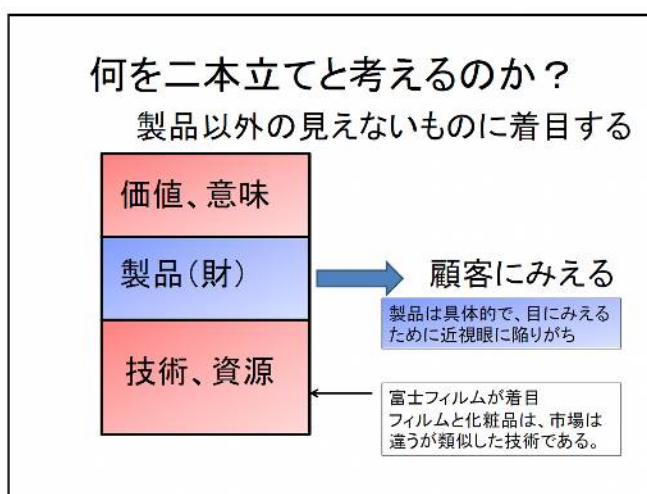 何を二本立てと考えるのか？
製品以外の見えないものに着目する
価値、意味
製品(財)
顧客にみえる
製品は具体的で、目にみえる
ために近視眼に陥りがち
技術、資源
富士フィルムが着目
フィルムと化粧品は、市場は
違うが類似した技術である。